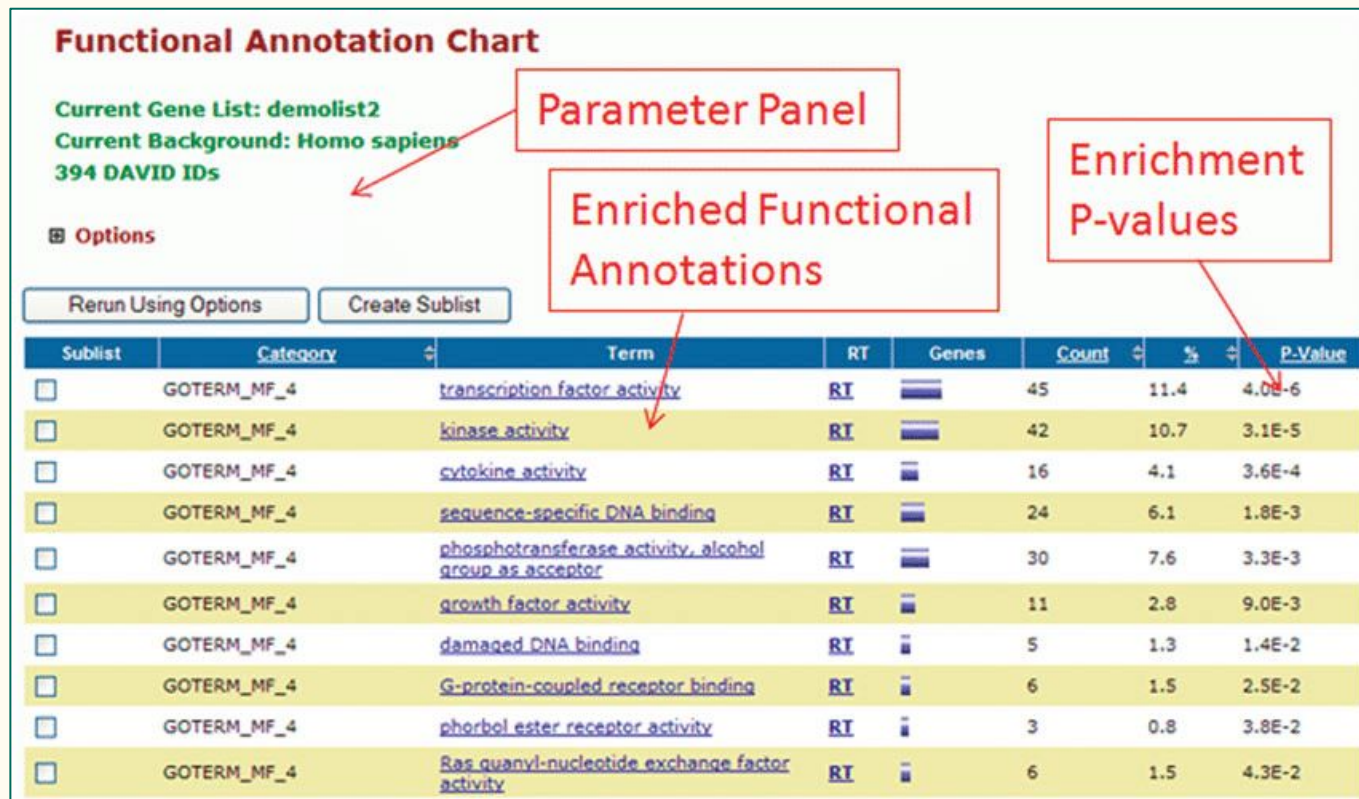 Functional Annotation Chart
Current Gene List: demolist2
Current Background: Homo sapiens
394 DAVID IDs
Parameter Panel
Enriched Functional
Annotations
Enrichment
P-values
Options
Rerun Using Options Create Sublist
Sublist Category Term RT Genes Count % P-Value
GOTERM_MF_4 transcription factor activity RT 45 11.4 4.0E-6
GOTERM_MF_4 kinase activity RT 42 10.7 3.1E-5
GOTERM_MF_4 cytokine activity RT 16 4.1 3.6E-4
GOTERM_MF_4 sequence-specific DNA binding RT 24 6.1 1.8E-3
GOTERM_MF_4 phosphotransferase activity, alcohol
group as acceptor RT 30 7.6 3.3E-3
GOTERM_MF_4 growth factor activity RT 11 2.8 9.0E-3
GOTERM_MF_4 damaged DNA binding RT 5 1.3 1.4E-2
GOTERM_MF_4 G-protein-coupled receptor binding RT 6 1.5 2.5E-2
GOTERM_MF_4 phorbol ester receptor activity RT 3 0.8 3.8E-2
GOTERM_MF_4 Ras guanyl-nucleotide exchange factor
activity RT 6 1.5 4.3E-2